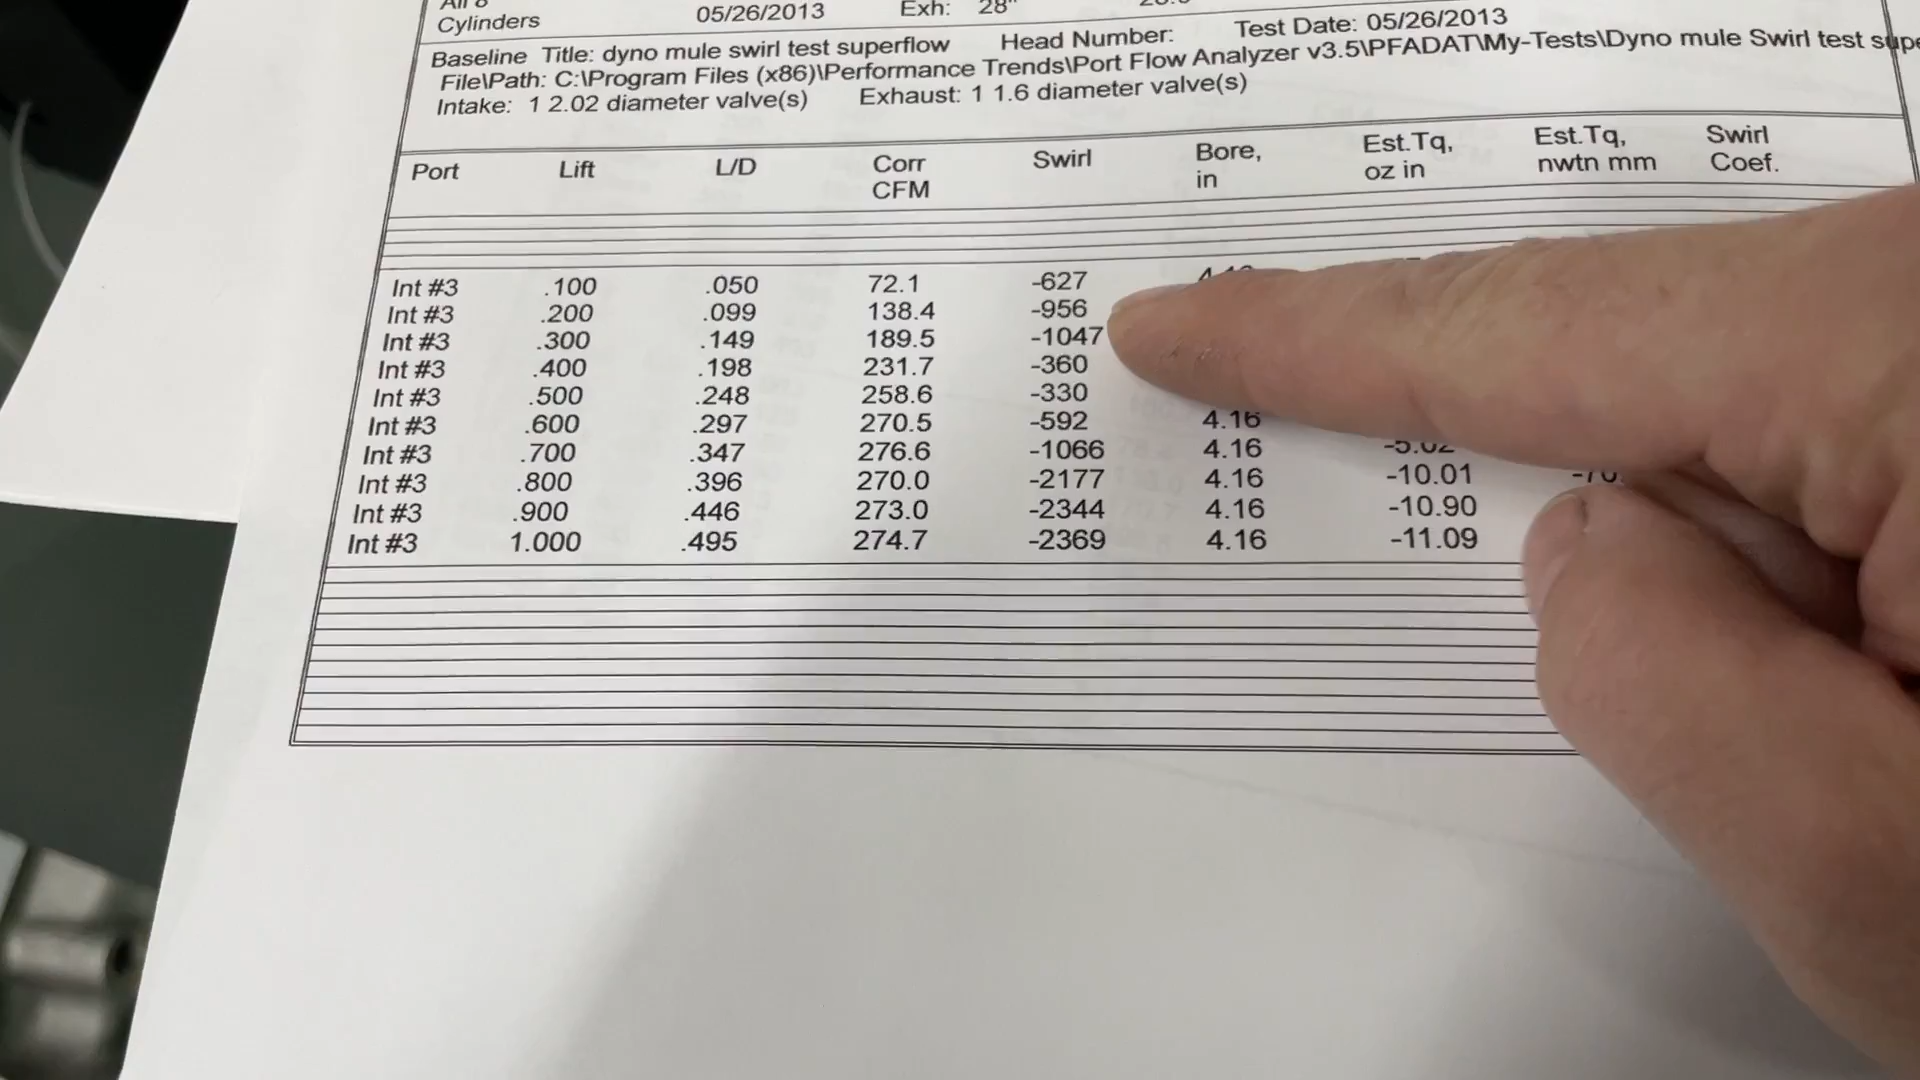 All 8
Cylinders 05/26/2013 Exh: 28"
Baseline Title: dyno mule swirl test superflow Head Number: Test Date: 05/26/2013
File\Path: C:\Program Files (x86)\Performance Trends\Port Flow Analyzer v3.5\PFADAT\My-Tests\Dyno mule Swirl test supe
Intake: 1 2.02 diameter valve(s) Exhaust: 1 1.6 diameter valve(s)
Port Lift L/D Corr CFM Swirl Bore, in Est.Tq, oz in Est.Tq, nwtn mm Swirl Coef.
Int #3 .100 .050 72.1 -627
Int #3 .200 .099 138.4 -956
Int #3 .300 .149 189.5 -1047
Int #3 .400 .198 231.7 -360
Int #3 .500 .248 258.6 -330
Int #3 .600 .297 270.5 -592 4.16
Int #3 .700 .347 276.6 -1066 4.16 -5.02
Int #3 .800 .396 270.0 -2177 4.16 -10.01
Int #3 .900 .446 273.0 -2344 4.16 -10.90
Int #3 1.000 .495 274.7 -2369 4.16 -11.09